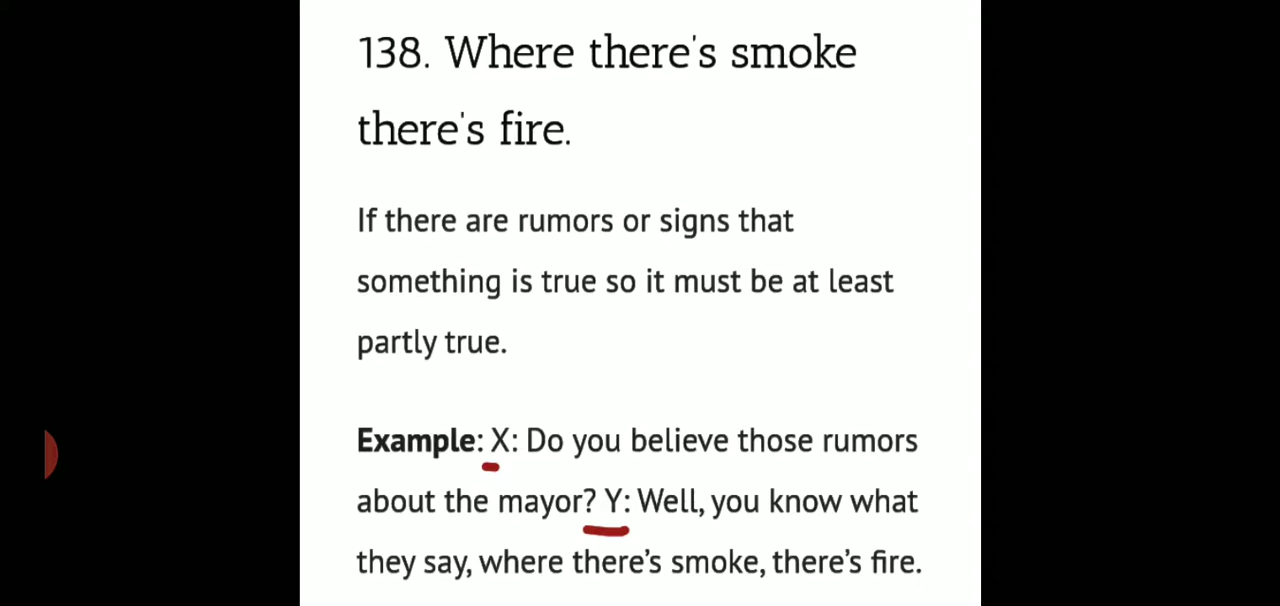 138. Where there's smoke
there's fire.
If there are rumors or signs that
something is true so it must be at least
partly true.
Example: X: Do you believe those rumors
about the mayor? Y: Well, you know what
they say, where there’s smoke, there’s fire.